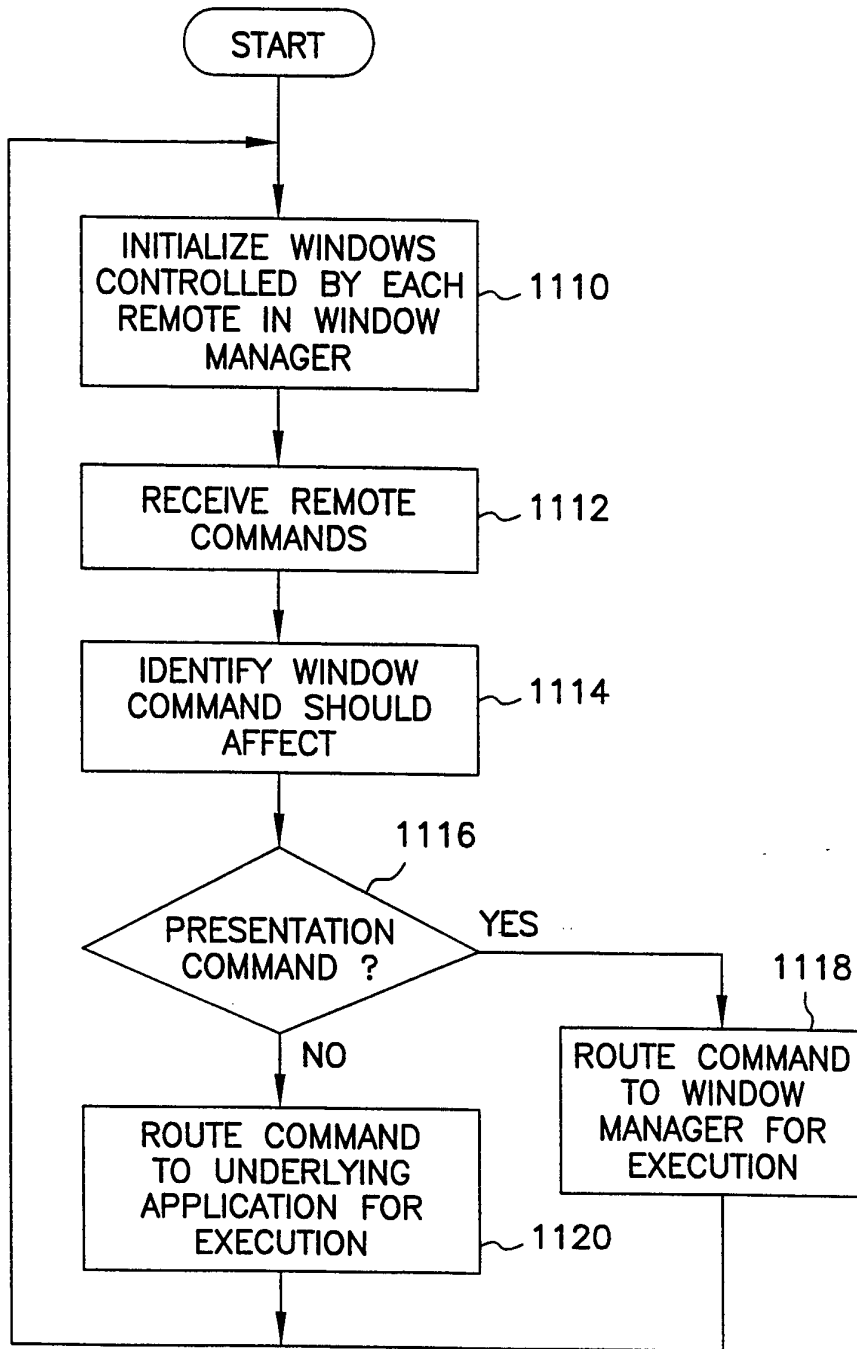 START
INITIALIZE WINDOWS
CONTROLLED BY EACH
REMOTE IN WINDOW
MANAGER
1110
RECEIVE REMOTE
COMMANDS
1112
IDENTIFY WINDOW
COMMAND SHOULD
AFFECT
1114
1116
PRESENTATION
COMMAND ?
YES
NO
1118
ROUTE COMMAND
TO WINDOW
MANAGER FOR
EXECUTION
ROUTE COMMAND
TO UNDERLYING
APPLICATION FOR
EXECUTION
1120